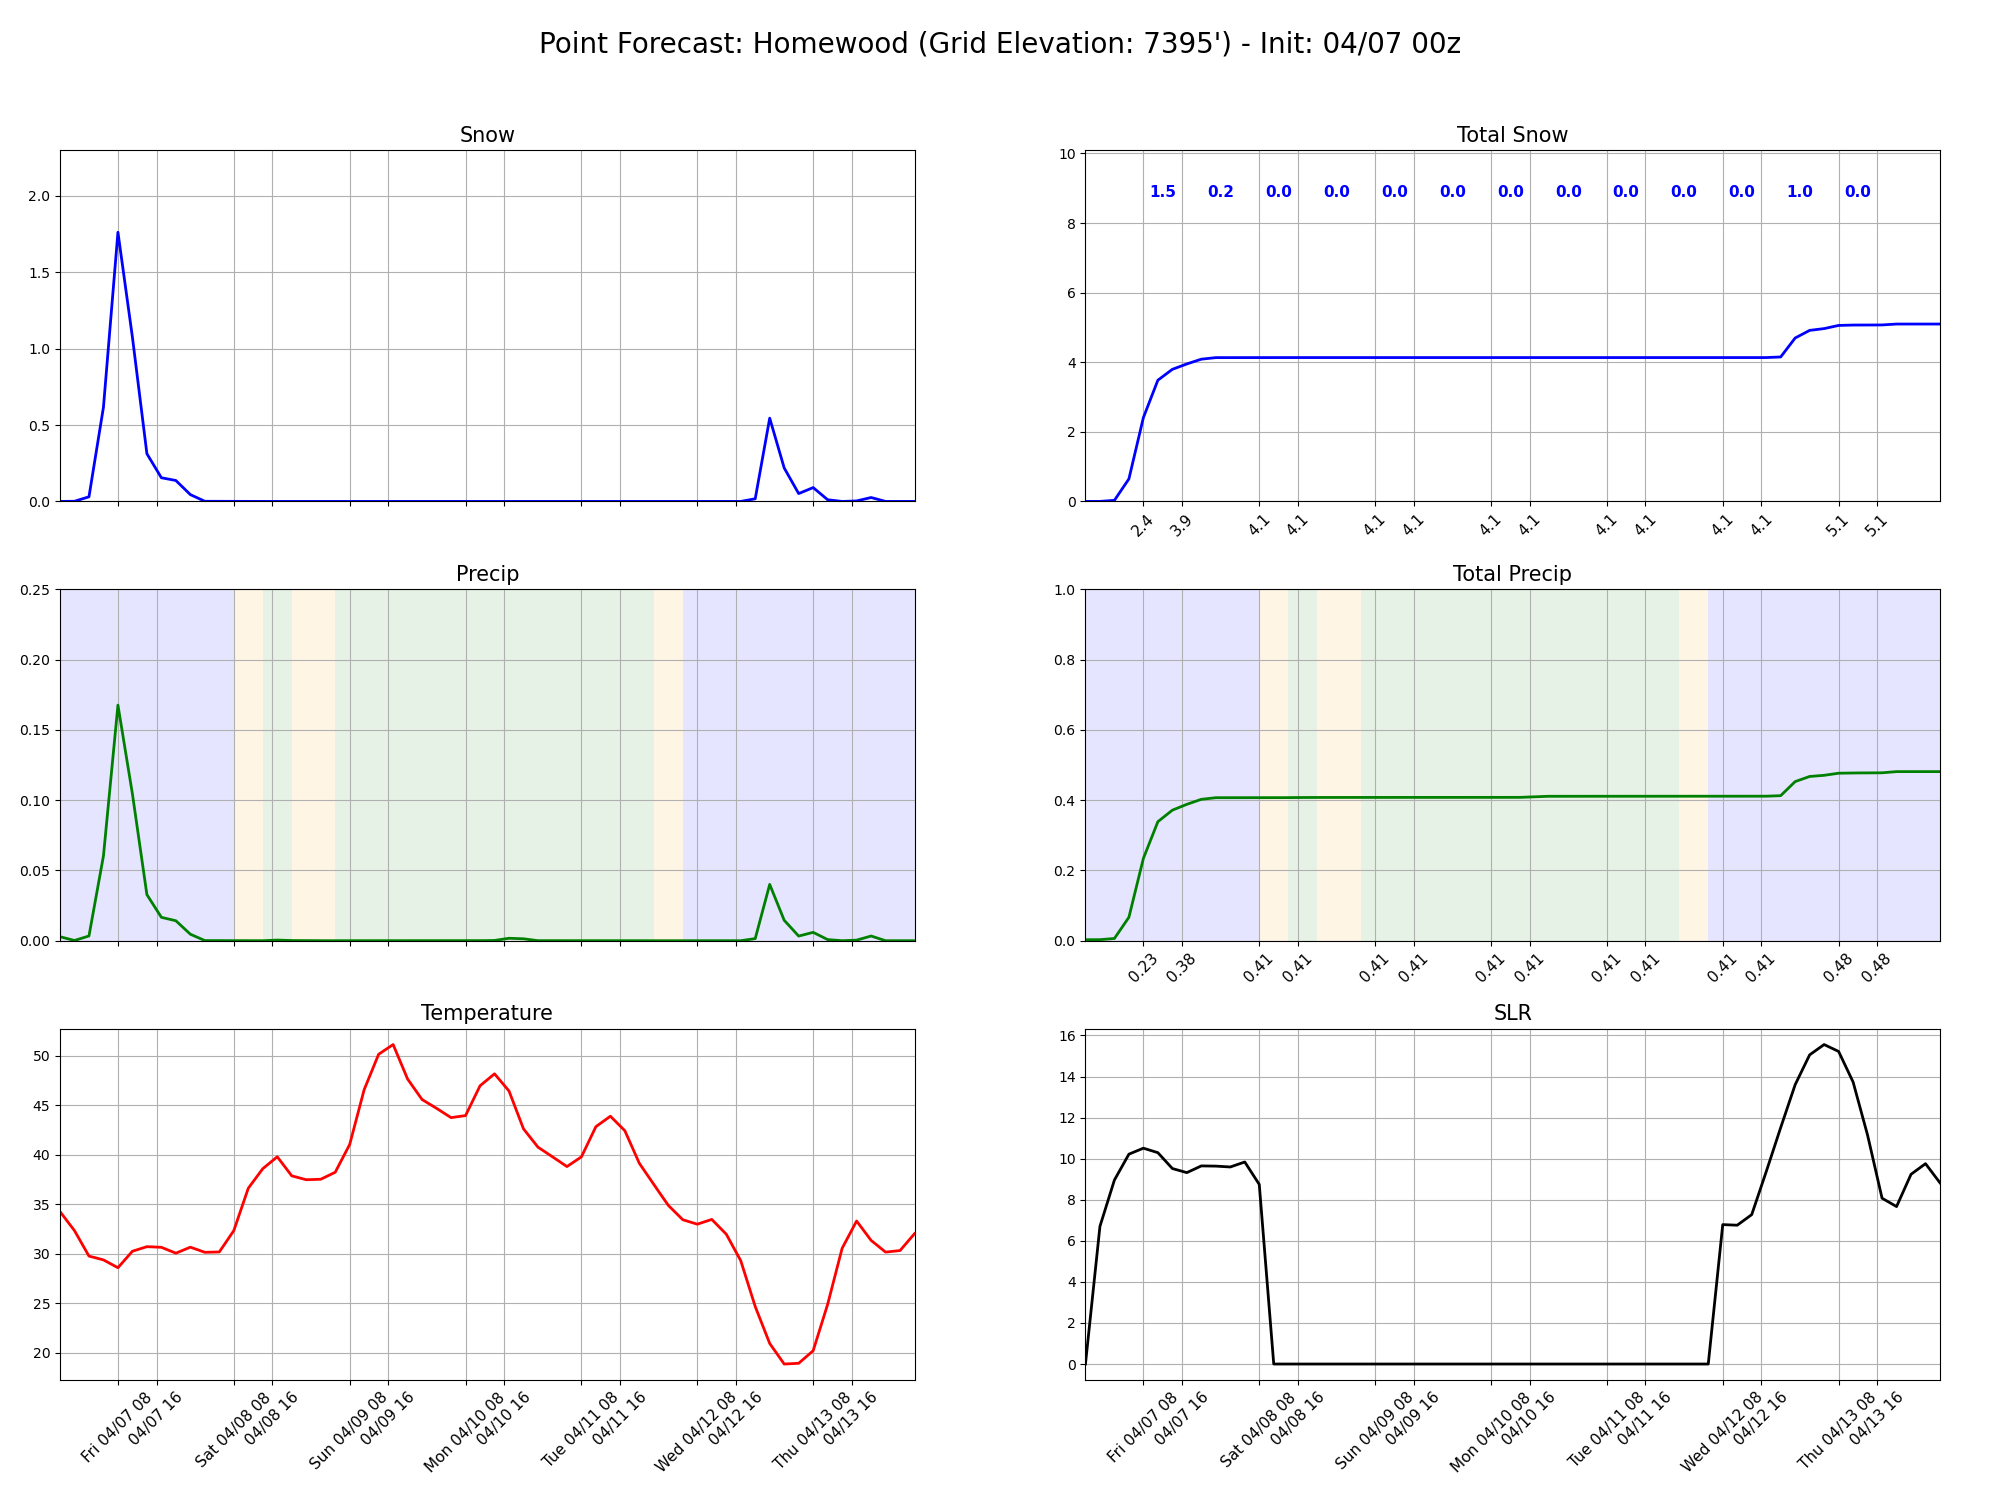 Point Forecast: Homewood (Grid Elevation: 7395') - Init: 04/07 00z
Snow
2.0
1.5
1.0
0.5
0.0
Total Snow
10
8
6
4
2
0
1.5 0.2 0.0 0.0 0.0 0.0 0.0 0.0 0.0 0.0 0.0 1.0 0.0
2.4 3.9 4.1 4.1 4.1 4.1 4.1 4.1 4.1 4.1 4.1 4.1 5.1 5.1
Precip
0.25
0.20
0.15
0.10
0.05
0.00
Total Precip
1.0
0.8
0.6
0.4
0.2
0.0
0.23 0.38 0.41 0.41 0.41 0.41 0.41 0.41 0.41 0.41 0.41 0.41 0.48 0.48
Temperature
50
45
40
35
30
25
20
Fri 04/07 08
04/07 16
Sat 04/08 08
04/08 16
Sun 04/09 08
04/09 16
Mon 04/10 08
04/10 16
Tue 04/11 08
04/11 16
Wed 04/12 08
04/12 16
Thu 04/13 08
04/13 16
SLR
16
14
12
10
8
6
4
2
0
Fri 04/07 08
04/07 16
Sat 04/08 08
04/08 16
Sun 04/09 08
04/09 16
Mon 04/10 08
04/10 16
Tue 04/11 08
04/11 16
Wed 04/12 08
04/12 16
Thu 04/13 08
04/13 16